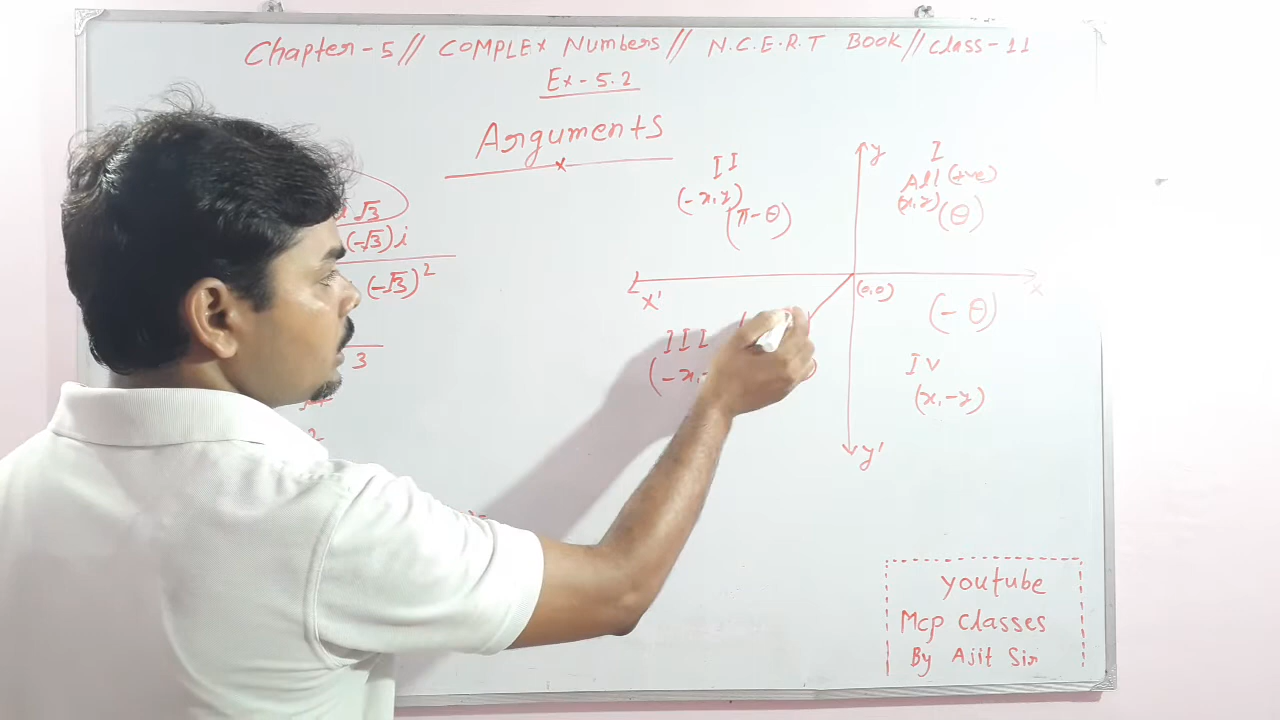 Chapter - 5 // COMPLEX Numbers // N.C.E.R.T BOOK // Class - 11
Ex - 5.2
Arguments
√3
(-√3)i
(-√3)²
3
II
(-x, y)
(π - θ)
y
I
All (+ve)
(x, y) (θ)
X'
(0,0)
x
III
(-x,
(- θ)
IV
(x, -y)
y'
youtube
Mcp Classes
By Ajit Sir